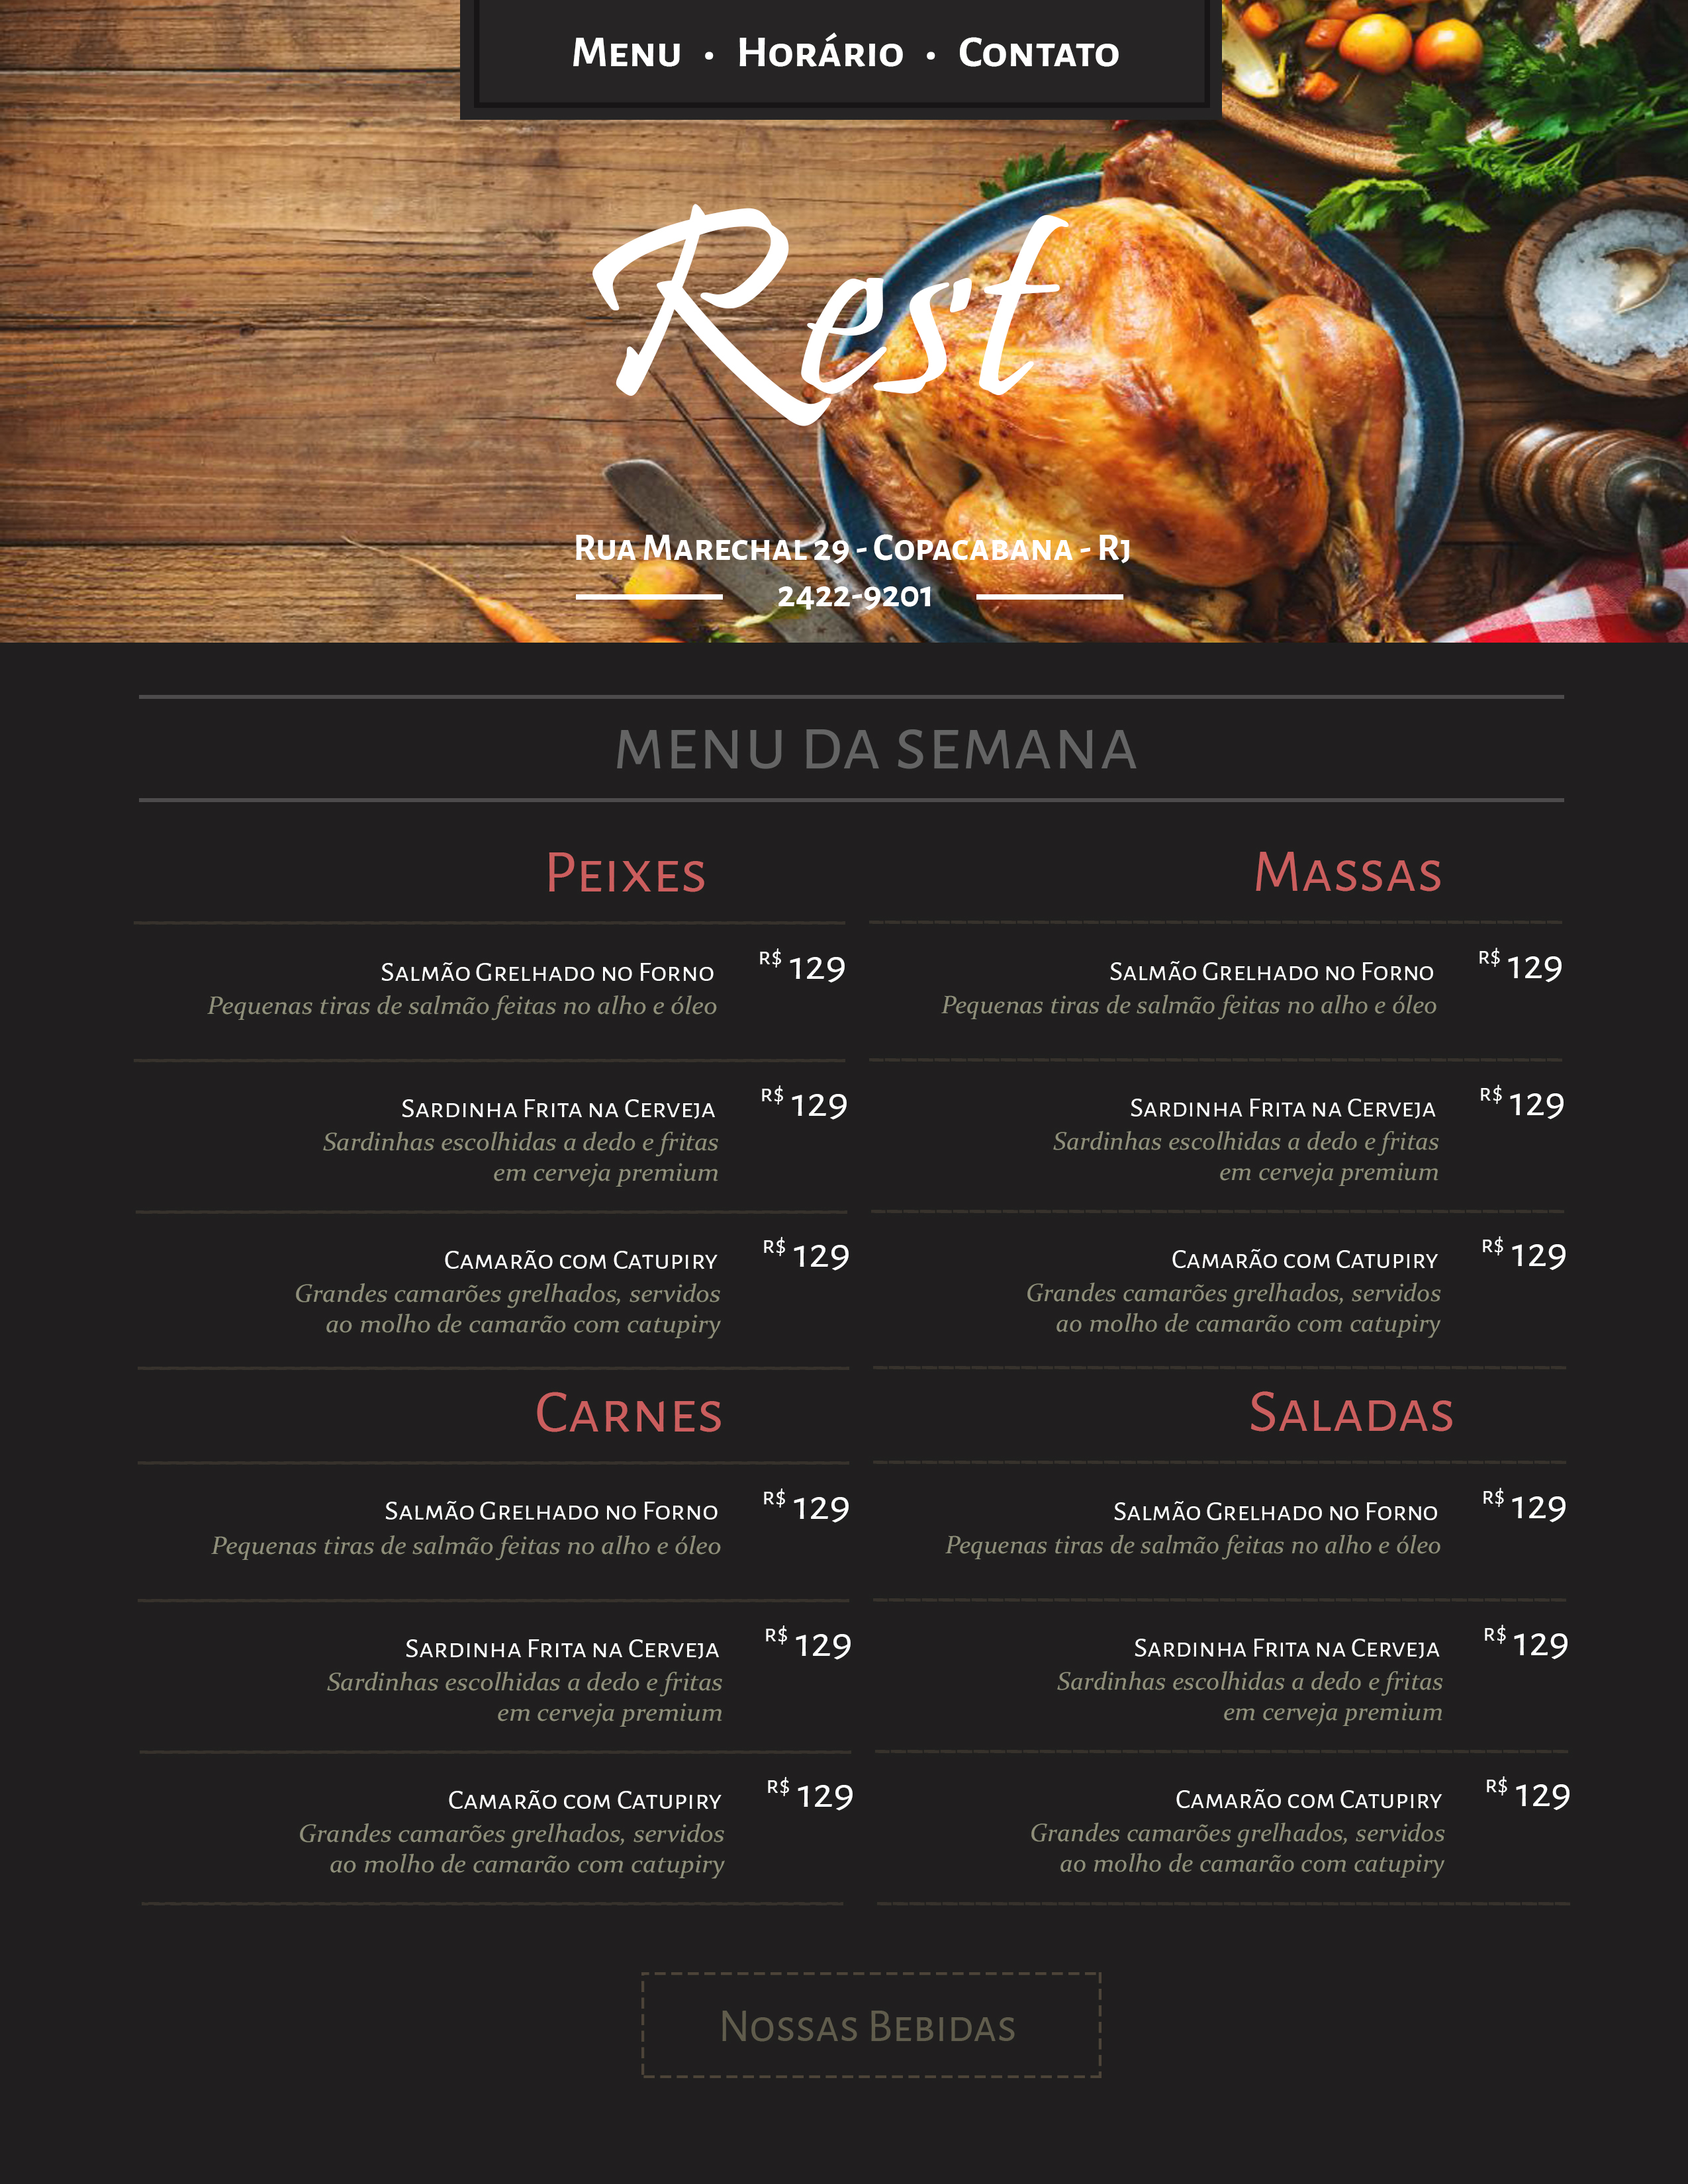 Menu • Horário • Contato
Rest
Rua Marechal 29 - Copacabana - RJ
2422-9201
MENU DA SEMANA
Peixes
Salmão Grelhado no Forno R$ 129
Pequenas tiras de salmão feitas no alho e óleo
Sardinha Frita na Cerveja R$ 129
Sardinhas escolhidas a dedo e fritas
em cerveja premium
Camarão com Catupiry R$ 129
Grandes camarões grelhados, servidos
ao molho de camarão com catupiry
Massas
Salmão Grelhado no Forno R$ 129
Pequenas tiras de salmão feitas no alho e óleo
Sardinha Frita na Cerveja R$ 129
Sardinhas escolhidas a dedo e fritas
em cerveja premium
Camarão com Catupiry R$ 129
Grandes camarões grelhados, servidos
ao molho de camarão com catupiry
Carnes
Salmão Grelhado no Forno R$ 129
Pequenas tiras de salmão feitas no alho e óleo
Sardinha Frita na Cerveja R$ 129
Sardinhas escolhidas a dedo e fritas
em cerveja premium
Camarão com Catupiry R$ 129
Grandes camarões grelhados, servidos
ao molho de camarão com catupiry
Saladas
Salmão Grelhado no Forno R$ 129
Pequenas tiras de salmão feitas no alho e óleo
Sardinha Frita na Cerveja R$ 129
Sardinhas escolhidas a dedo e fritas
em cerveja premium
Camarão com Catupiry R$ 129
Grandes camarões grelhados, servidos
ao molho de camarão com catupiry
Nossas Bebidas